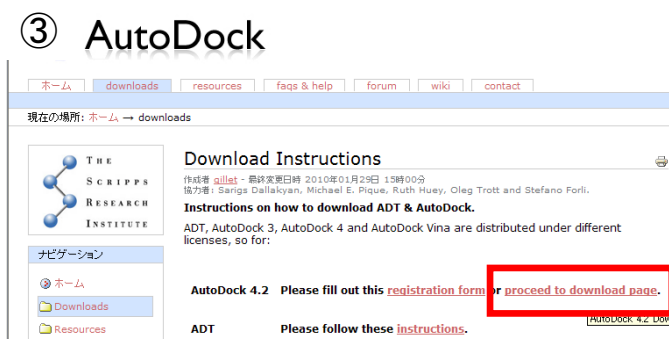 ③ AutoDock
ホーム downloads resources faqs & help forum wiki contact
現在の場所: ホーム → downloads
THE
SCRIPPS
RESEARCH
INSTITUTE
ナビゲーション
ホーム
Downloads
Resources
Download Instructions
作成者 gillet - 最終変更日時 2010年01月29日 15時00分
協力者: Sarigs Dallakyan, Michael E. Pique, Ruth Huey, Oleg Trott and Stefano Forli.
Instructions on how to download ADT & AutoDock.
ADT, AutoDock 3, AutoDock 4 and AutoDock Vina are distributed under different
licenses, so for:
AutoDock 4.2 Please fill out this registration form or proceed to download page.
AutoDock 4.2 Dow
ADT Please follow these instructions.